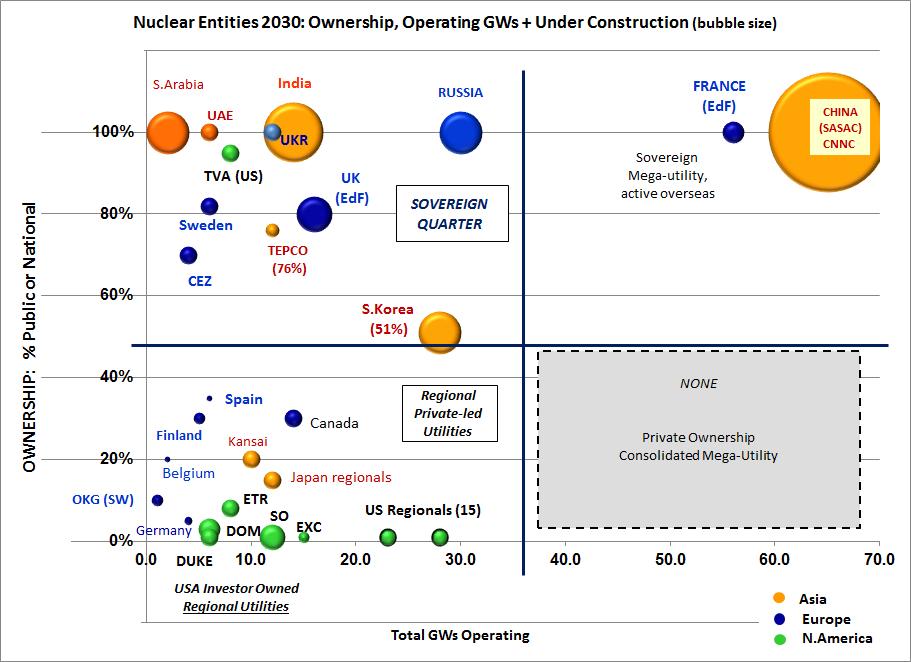 Nuclear Entities 2030: Ownership, Operating GWs + Under Construction (bubble size)
OWNERSHIP: % Public or National
100%
80%
60%
40%
20%
0%
S.Arabia
UAE
India
UKR
TVA (US)
RUSSIA
FRANCE
(EdF)
CHINA
(SASAC)
CNNC
Sovereign
Mega-utility,
active overseas
UK
(EdF)
SOVEREIGN
QUARTER
Sweden
TEPCO
(76%)
CEZ
S.Korea
(51%)
Spain
Regional
Private-led
Utilities
NONE
Private Ownership
Consolidated Mega-Utility
Finland
Canada
Kansai
Belgium
Japan regionals
OKG (SW)
ETR
Germany
DOM
SO
EXC
US Regionals (15)
DUKE
0.0
10.0
20.0
30.0
40.0
50.0
60.0
70.0
USA Investor Owned
Regional Utilities
Total GWs Operating
Asia
Europe
N.America